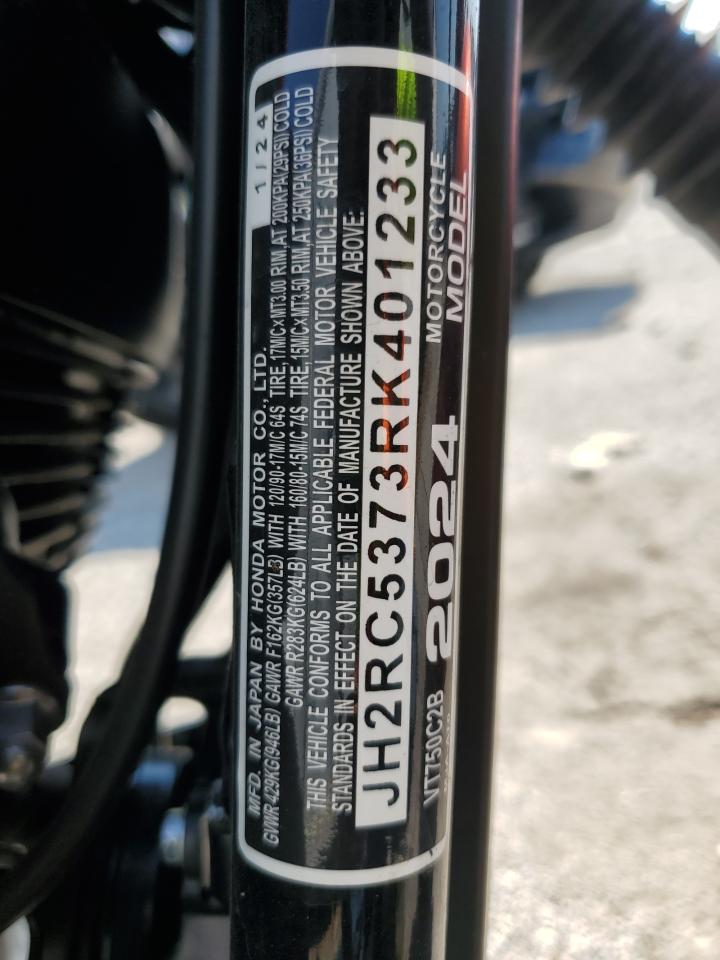 MFD. IN JAPAN BY HONDA MOTOR CO., LTD. 1/24
GVWR 429KG(946LB) GAWR F162KG(357LB) WITH 120/90-17M/C 64S TIRE,17M/C×MT3.00 RIM,AT 200KPA(29PSI) COLD
GAWR R283KG(624LB) WITH 160/80-15M/C 74S TIRE,15M/C×MT3.50 RIM,AT 250KPA(36PSI) COLD
THIS VEHICLE CONFORMS TO ALL APPLICABLE FEDERAL MOTOR VEHICLE SAFETY
STANDARDS IN EFFECT ON THE DATE OF MANUFACTURE SHOWN ABOVE:
JH2RC5373RK401233
VT750C2B 2024 MOTORCYCLE
MODEL